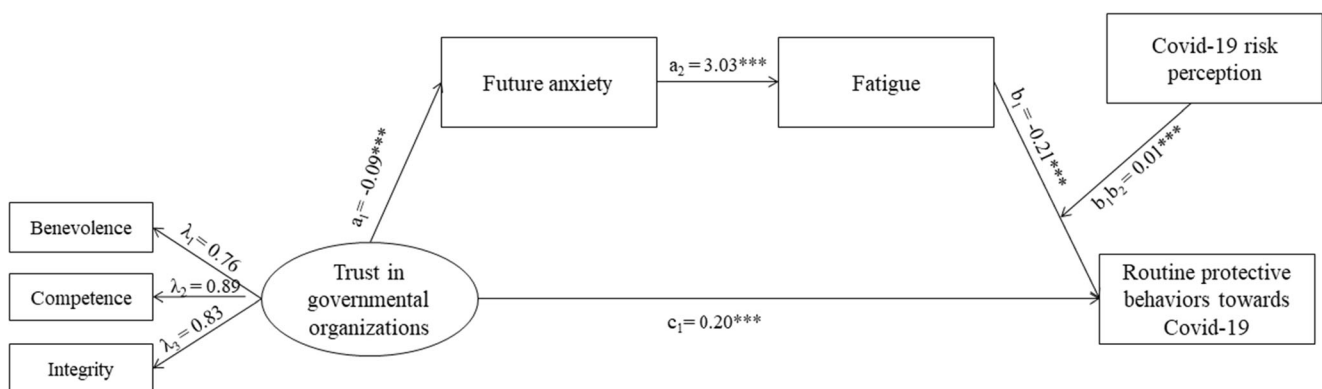 Covid-19 risk
perception
Future anxiety
a₂ = 3.03***
Fatigue
b₁ = -0.21***
b₁b₂ = 0.01***
a₁ = -0.09***
Benevolence
λ₁ = 0.76
Competence
λ₂ = 0.89
Integrity
λ₃ = 0.83
Trust in
governmental
organizations
c₁= 0.20***
Routine protective
behaviors towards
Covid-19